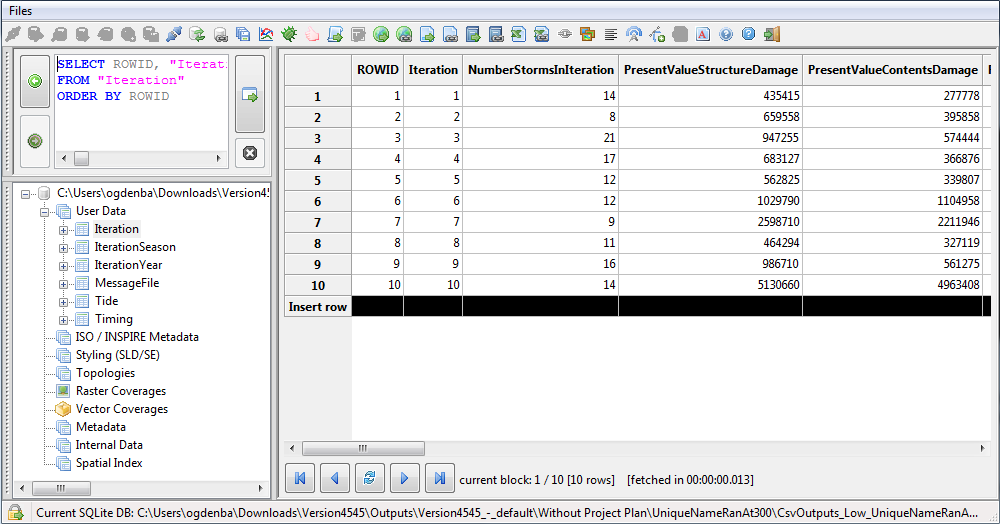 Files
SELECT ROWID, "Iterati
FROM "Iteration"
ORDER BY ROWID
C:\Users\ogdenba\Downloads\Version45
User Data
Iteration
IterationSeason
IterationYear
MessageFile
Tide
Timing
ISO / INSPIRE Metadata
Styling (SLD/SE)
Topologies
Raster Coverages
Vector Coverages
Metadata
Internal Data
Spatial Index
ROWID Iteration NumberStormsInIteration PresentValueStructureDamage PresentValueContentsDamage
1 1 1 14 435415 277778
2 2 2 8 659558 395858
3 3 3 21 947255 574444
4 4 4 17 683127 366876
5 5 5 12 562825 339807
6 6 6 12 1029790 1104958
7 7 7 9 2598710 2211946
8 8 8 11 464294 327119
9 9 9 16 986710 561275
10 10 10 14 5130660 4963408
Insert row
current block: 1 / 10 [10 rows] [fetched in 00:00:00.013]
Current SQLite DB: C:\Users\ogdenba\Downloads\Version4545\Outputs\Version4545_-_default\Without Project Plan\UniqueNameRanAt300\CsvOutputs_Low_UniqueNameRanA...